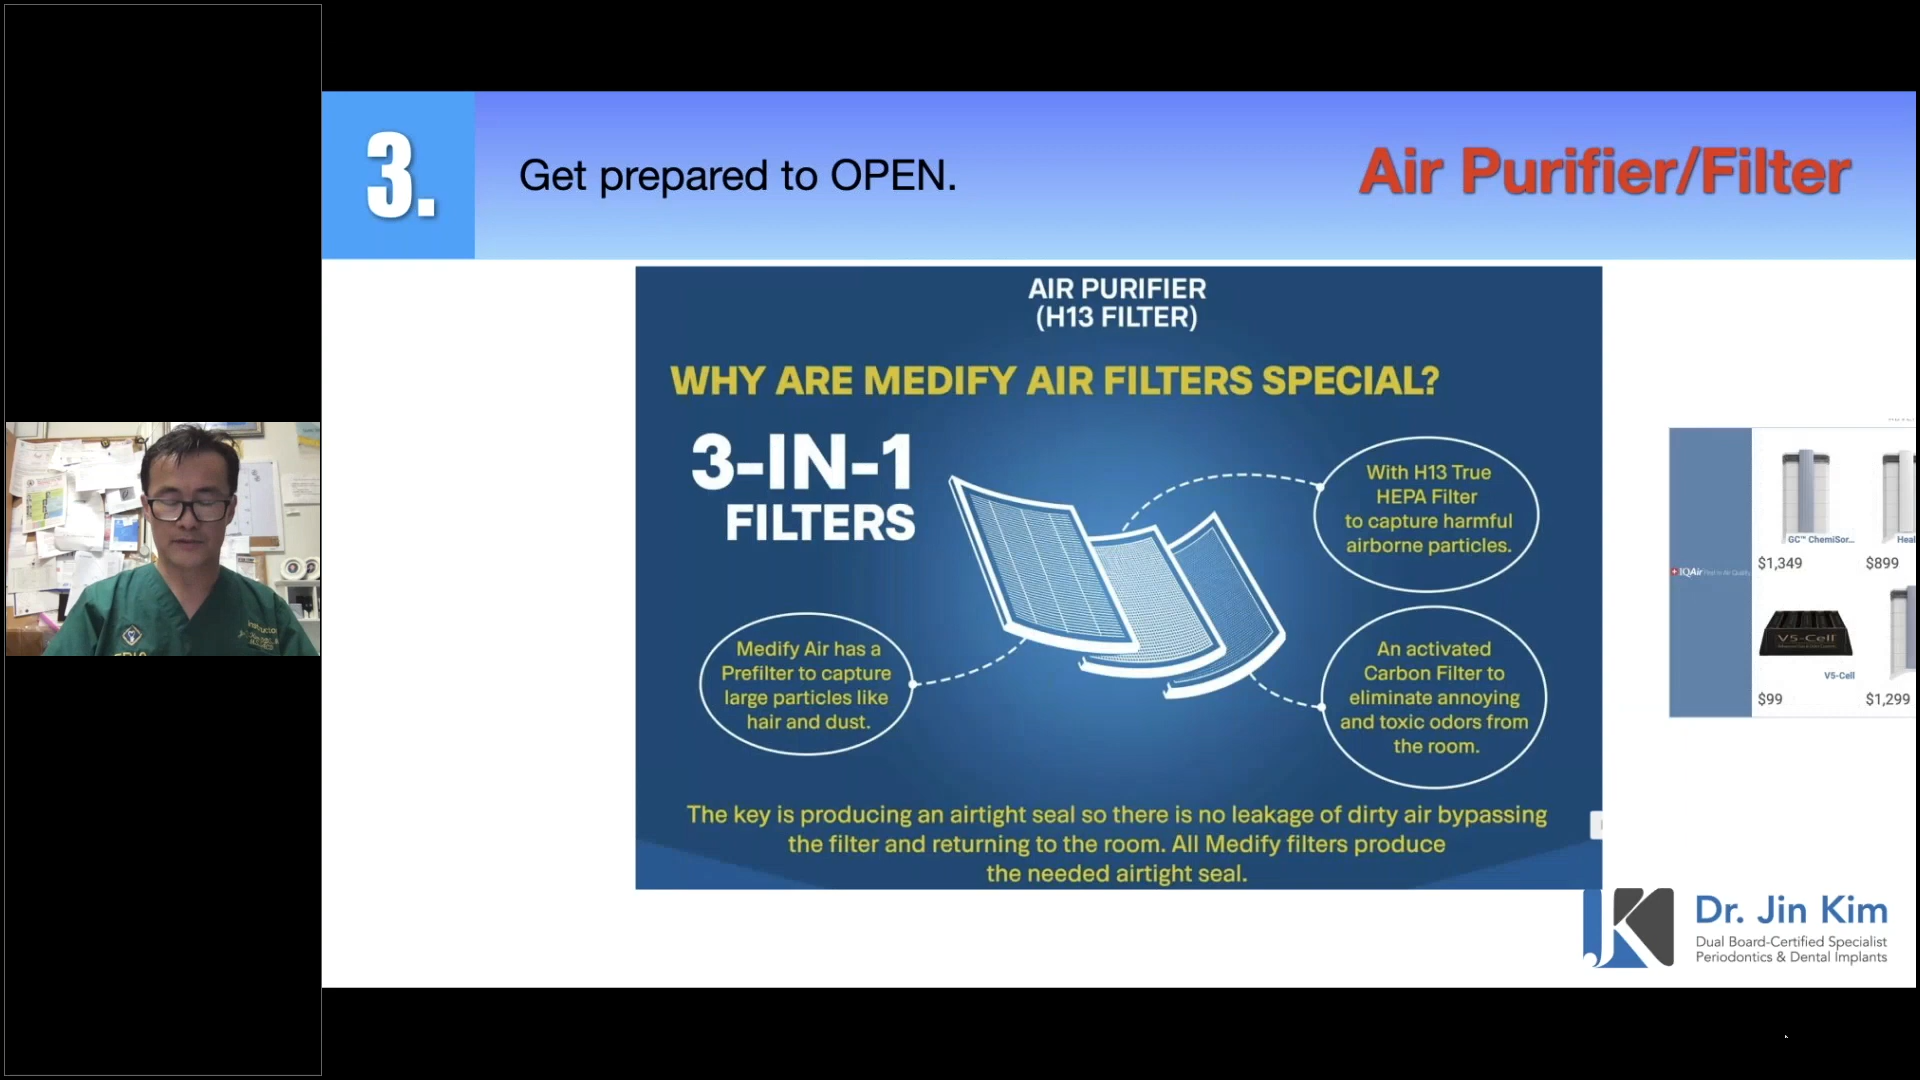 3.
Get prepared to OPEN.
Air Purifier/Filter
AIR PURIFIER
(H13 FILTER)
WHY ARE MEDIFY AIR FILTERS SPECIAL?
3-IN-1
FILTERS
With H13 True
HEPA Filter
to capture harmful
airborne particles.
Medify Air has a
Prefilter to capture
large particles like
hair and dust.
An activated
Carbon Filter to
eliminate annoying
and toxic odors from
the room.
The key is producing an airtight seal so there is no leakage of dirty air bypassing
the filter and returning to the room. All Medify filters produce
the needed airtight seal.
IQAir
GC™ ChemiSor...
Heal
$1,349
$899
V5-Cell
V5-Cell
$99
$1,299
JK
Dr. Jin Kim
Dual Board-Certified Specialist
Periodontics & Dental Implants